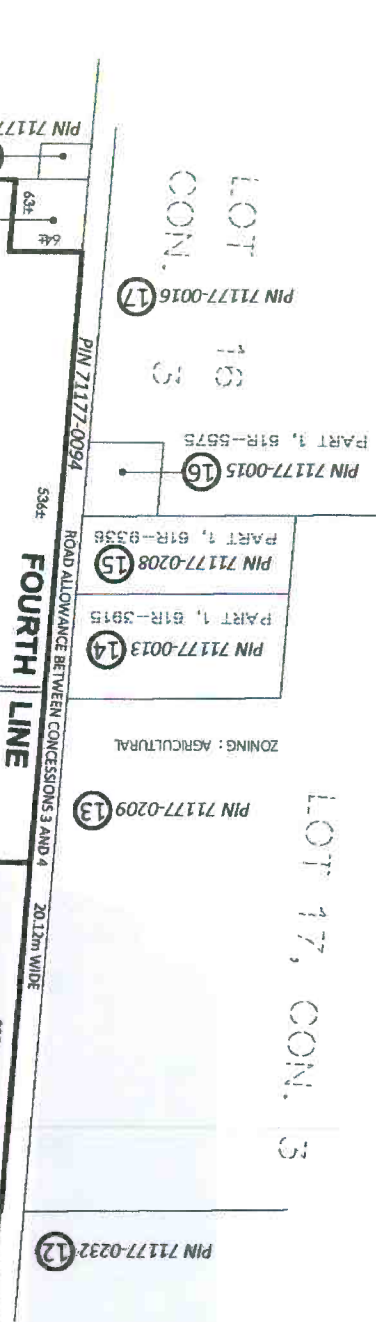 PIN 71177
63±
64±
LOT 16
CON. 3
PIN 71177-0016 17
PIN 71177-0094
PART 1, 61R-5575
PIN 71177-0015 16
536±
PART 1, 61R-9336
PIN 71177-0208 15
PART 1, 61R-3915
PIN 71177-0013 14
ROAD ALLOWANCE BETWEEN CONCESSIONS 3 AND 4 20.12m WIDE
FOURTH LINE
ZONING: AGRICULTURAL
PIN 71177-0209 13
LOT 17, CON. 3
PIN 71177-0232 12